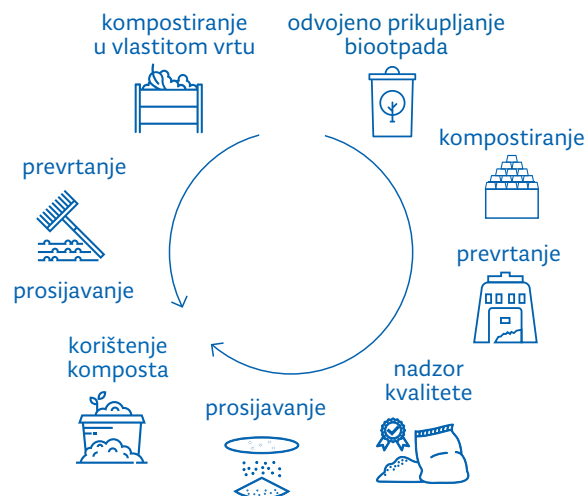 kompostiranje
u vlastitom vrtu
odvojeno prikupljanje
biootpada
kompostiranje
prevrtanje
prevrtanje
prosijavanje
korištenje
komposta
nadzor
kvalitete
prosijavanje